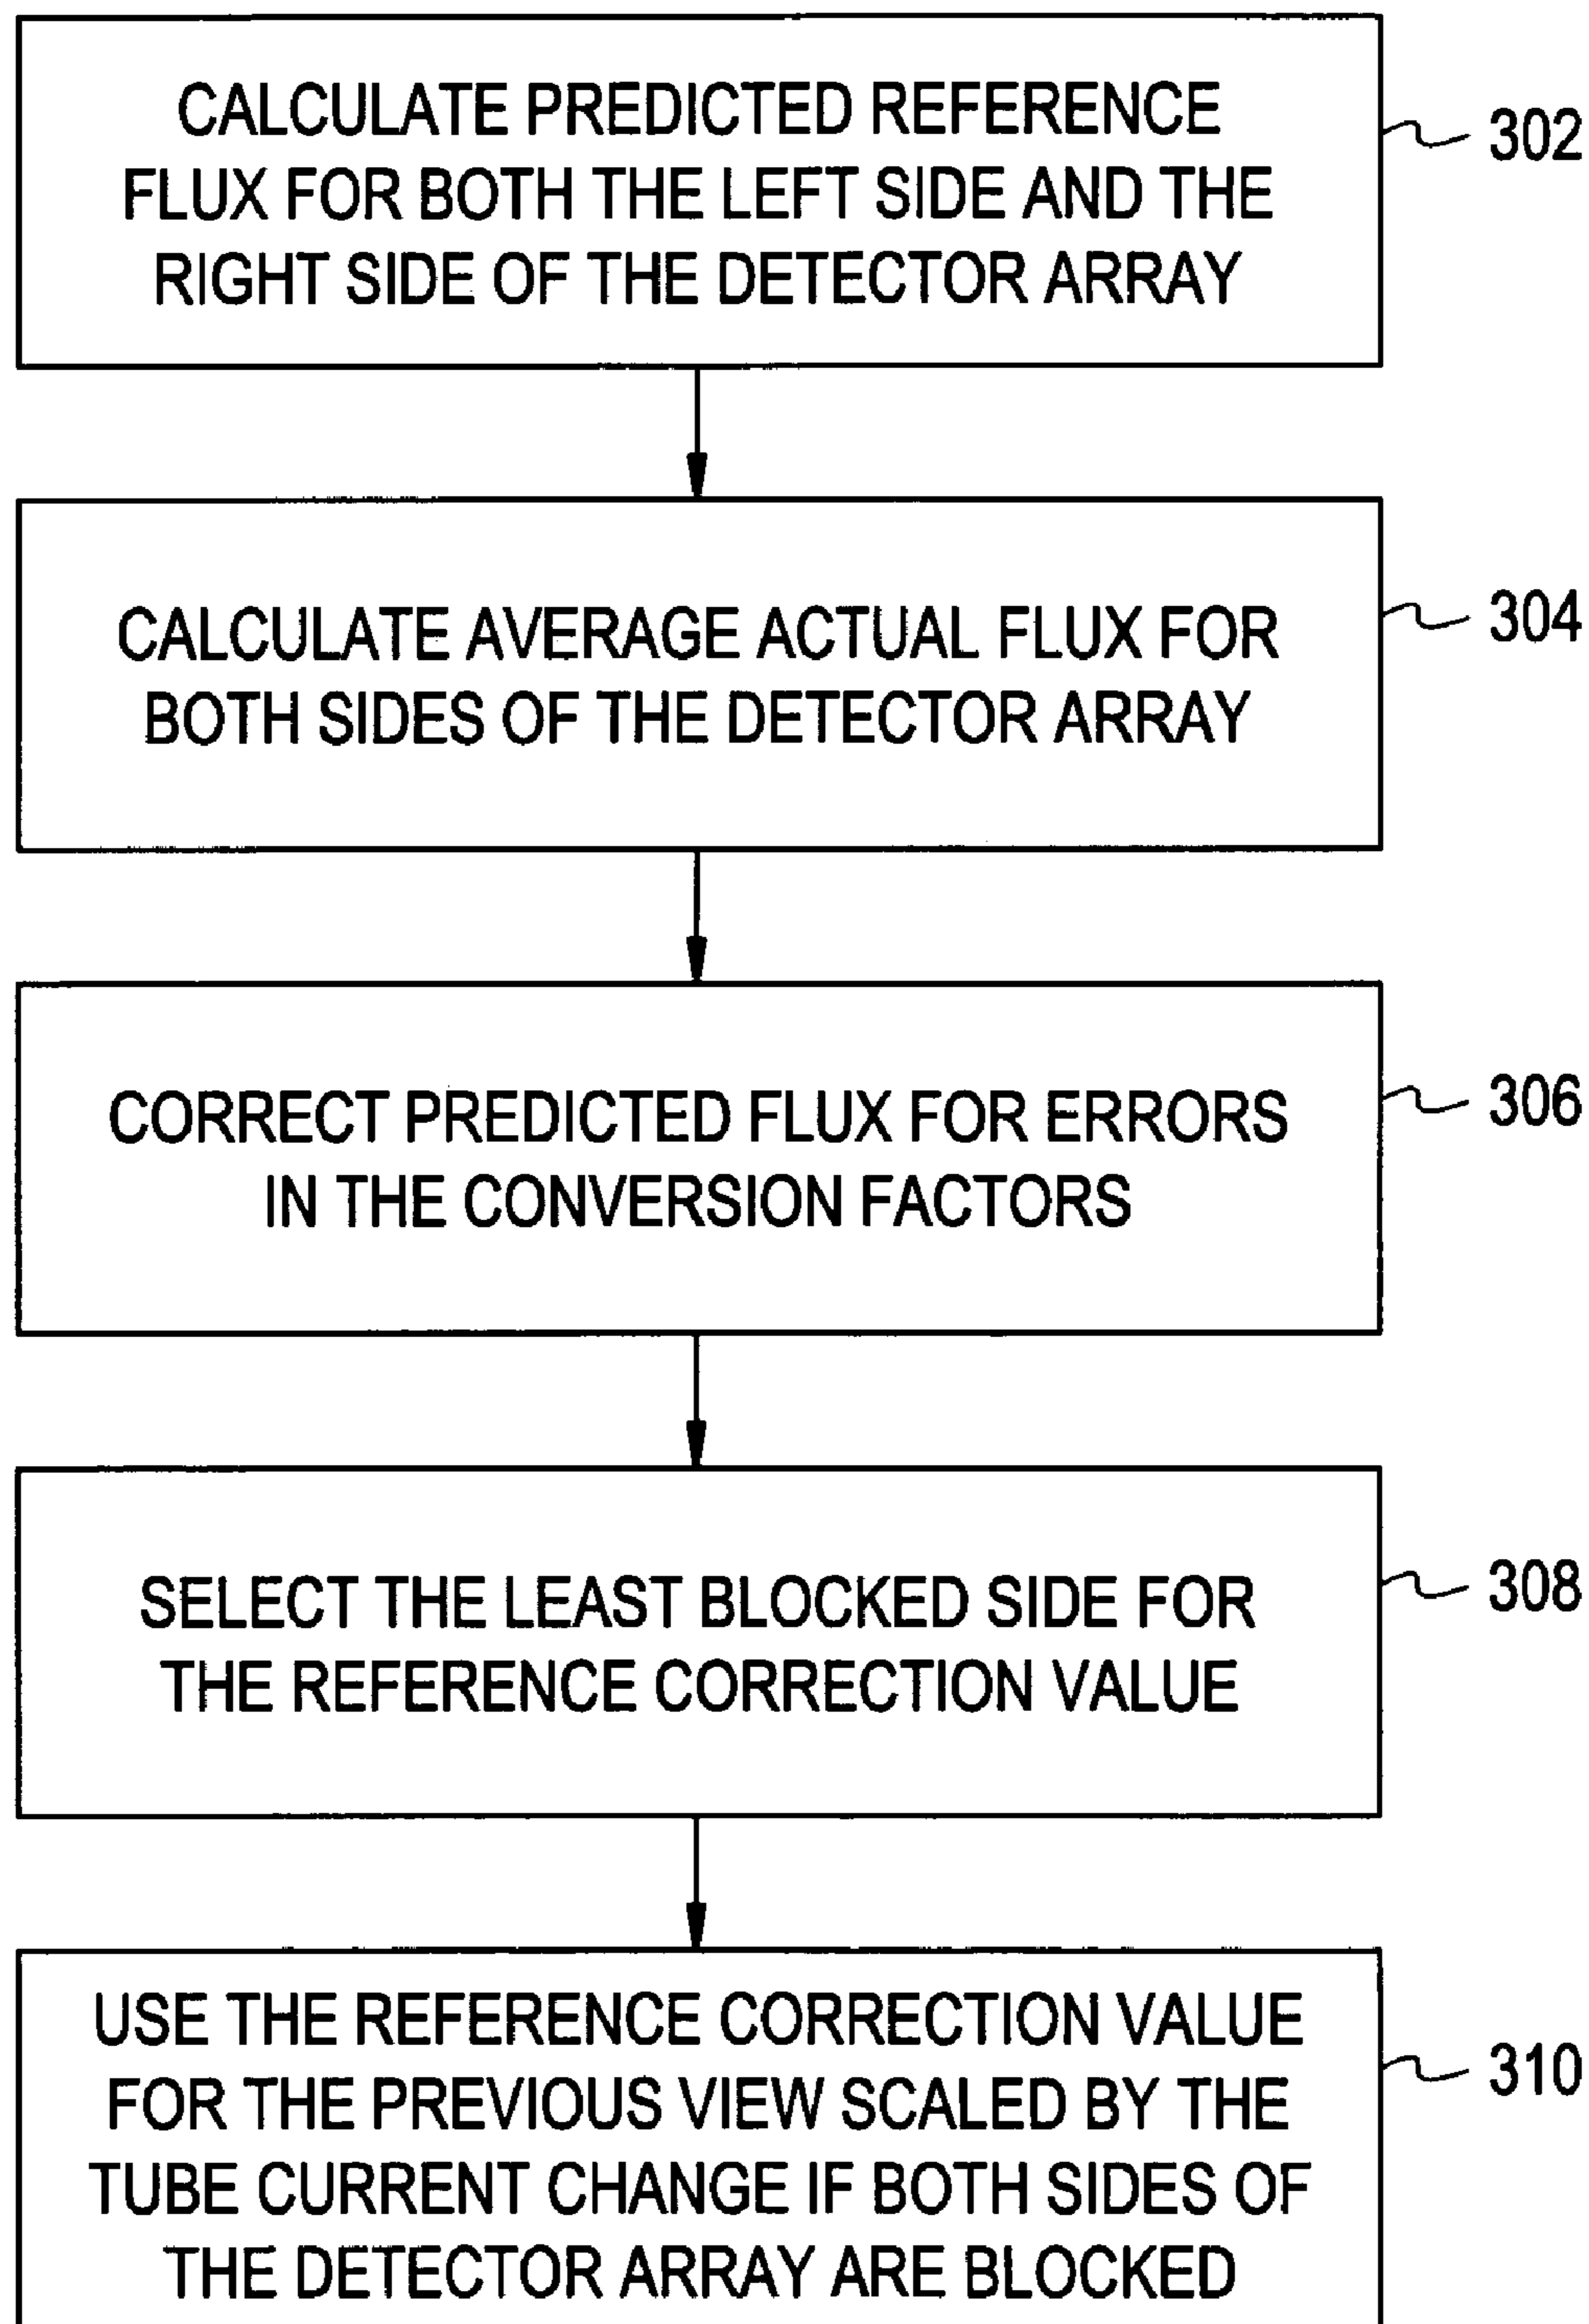 CALCULATE PREDICTED REFERENCE
FLUX FOR BOTH THE LEFT SIDE AND THE
RIGHT SIDE OF THE DETECTOR ARRAY
302
CALCULATE AVERAGE ACTUAL FLUX FOR
BOTH SIDES OF THE DETECTOR ARRAY
304
CORRECT PREDICTED FLUX FOR ERRORS
IN THE CONVERSION FACTORS
306
SELECT THE LEAST BLOCKED SIDE FOR
THE REFERENCE CORRECTION VALUE
308
USE THE REFERENCE CORRECTION VALUE
FOR THE PREVIOUS VIEW SCALED BY THE
TUBE CURRENT CHANGE IF BOTH SIDES OF
THE DETECTOR ARRAY ARE BLOCKED
310